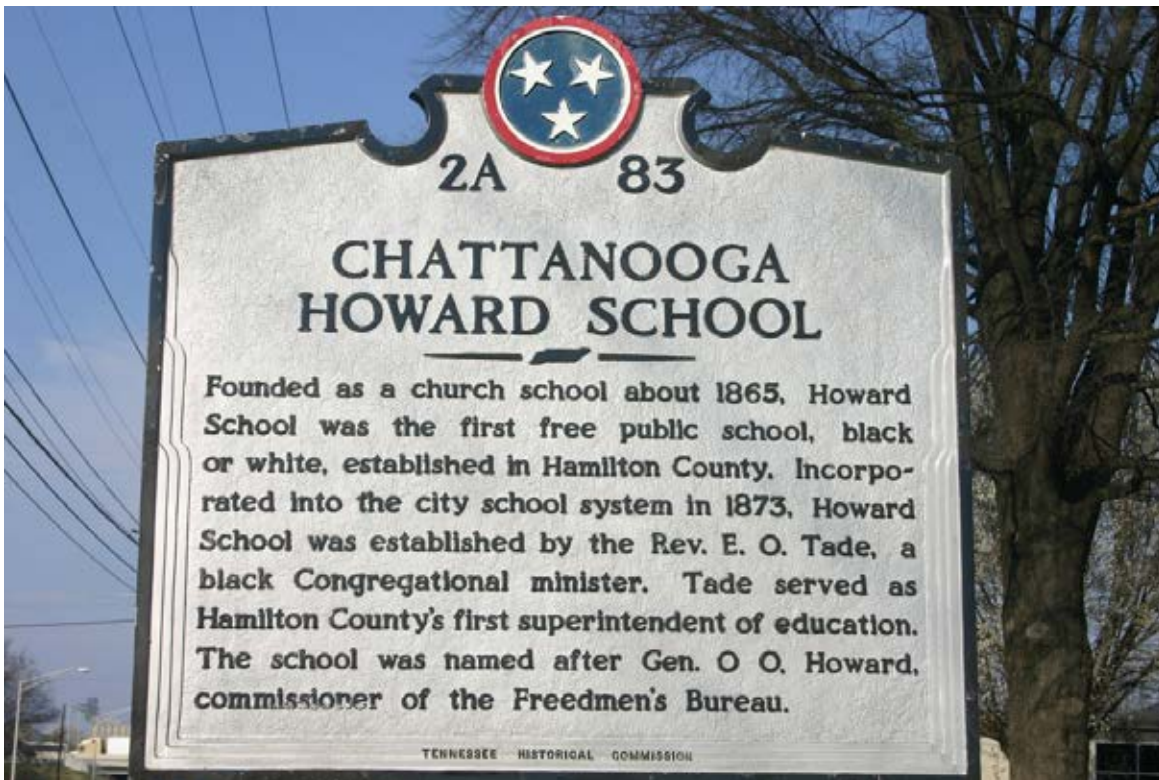 2A 83
CHATTANOOGA
HOWARD SCHOOL
Founded as a church school about 1865, Howard
School was the first free public school, black
or white, established in Hamilton County. Incorpo-
rated into the city school system in 1873, Howard
School was established by the Rev. E. O. Tade, a
black Congregational minister. Tade served as
Hamilton County's first superintendent of education.
The school was named after Gen. O O. Howard,
commissioner of the Freedmen's Bureau.
TENNESSEE HISTORICAL COMMISSION